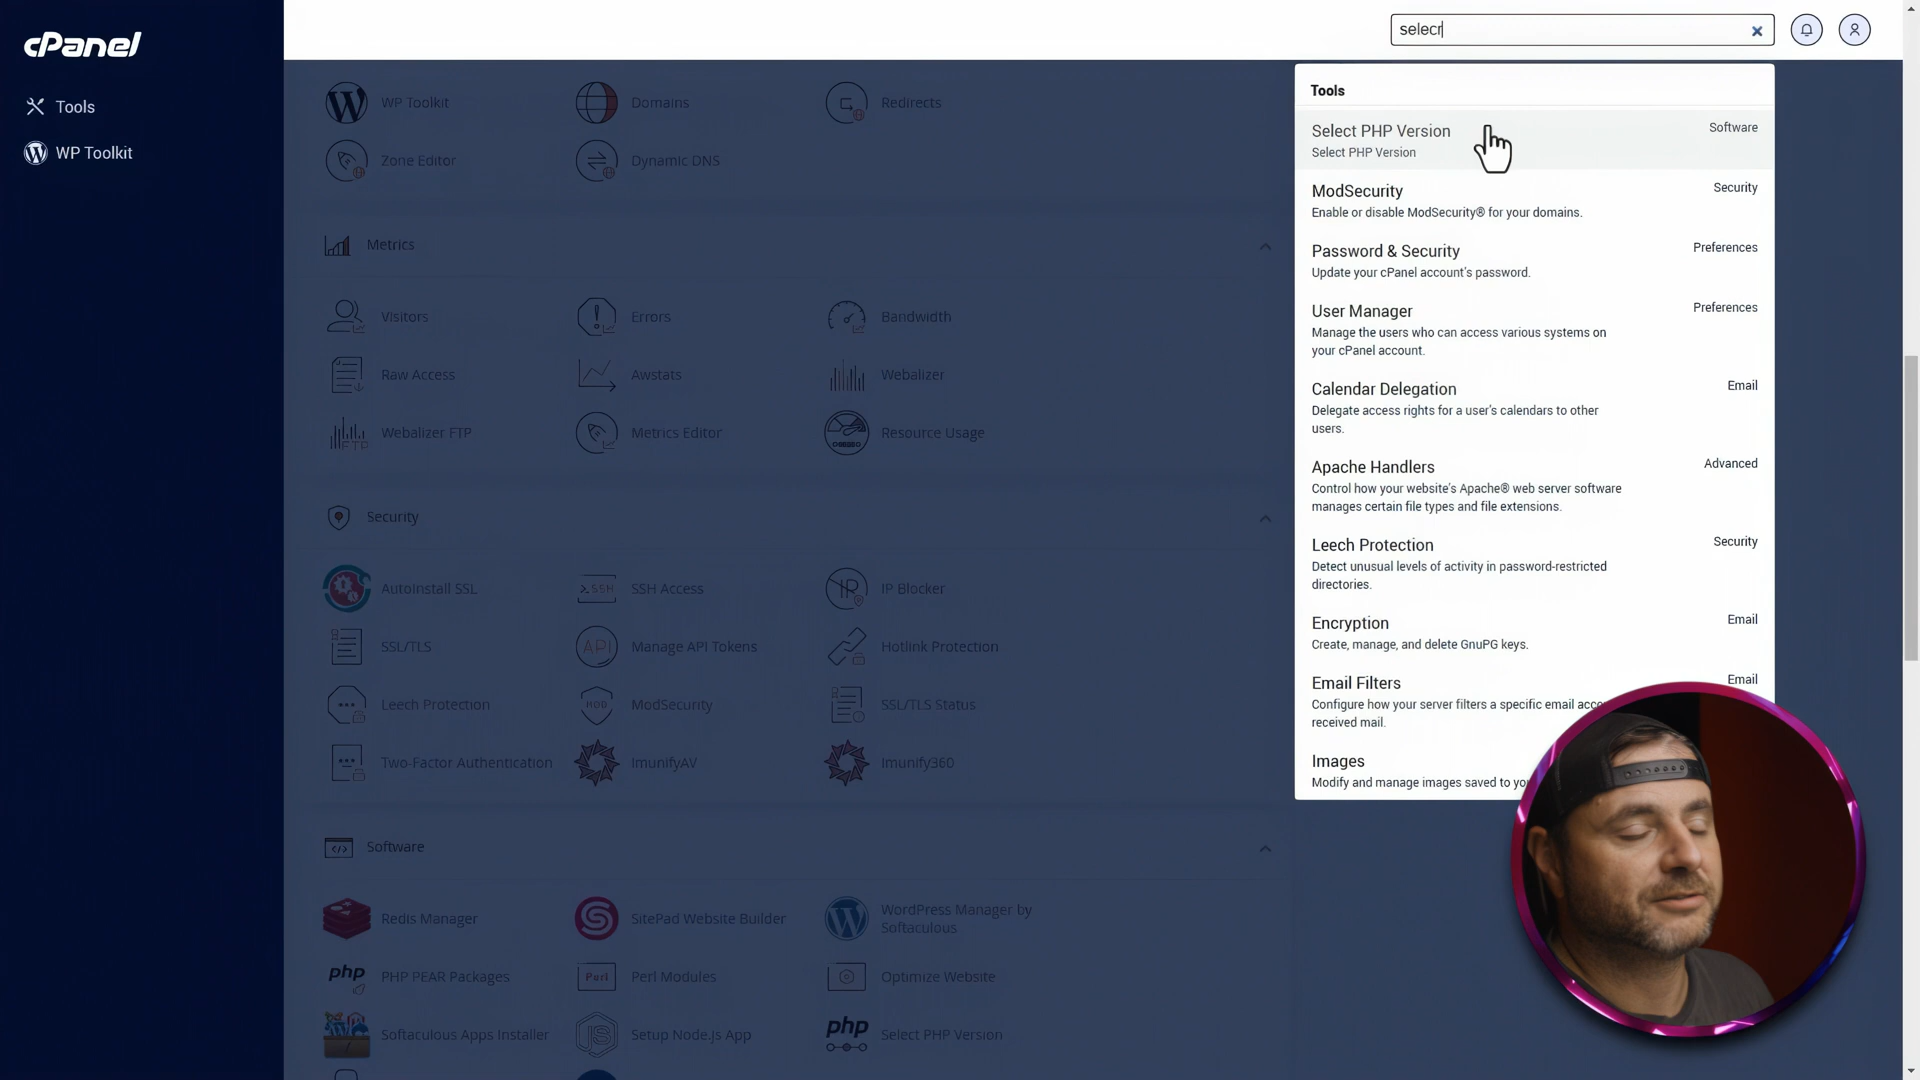 cPanel
selecr
Tools
WP Toolkit
WP Toolkit
Domains
Redirects
Zone Editor
Dynamic DNS
Metrics
Visitors
Errors
Bandwidth
Raw Access
Awstats
Webalizer
FTP
Webalizer FTP
Metrics Editor
Resource Usage
Security
AutoInstall SSL
>_SSH
SSH Access
IP
IP Blocker
SSL/TLS
API
Manage API Tokens
Hotlink Protection
Leech Protection
MOD
ModSecurity
SSL/TLS Status
Two-Factor Authentication
ImunifyAV
Imunify360
Software
Redis Manager
SitePad Website Builder
WordPress Manager by
Softaculous
php
PHP PEAR Packages
Perl
Perl Modules
Optimize Website
Softaculous Apps Installer
JS
Setup Node.js App
php
Select PHP Version
Tools
Select PHP Version
Software
Select PHP Version
ModSecurity
Security
Enable or disable ModSecurity® for your domains.
Password & Security
Preferences
Update your cPanel account's password.
User Manager
Preferences
Manage the users who can access various systems on
your cPanel account.
Calendar Delegation
Email
Delegate access rights for a user's calendars to other
users.
Apache Handlers
Advanced
Control how your website's Apache® web server software
manages certain file types and file extensions.
Leech Protection
Security
Detect unusual levels of activity in password-restricted
directories.
Encryption
Email
Create, manage, and delete GnuPG keys.
Email Filters
Email
Configure how your server filters a specific email
received mail.
Images
Modify and manage images saved to